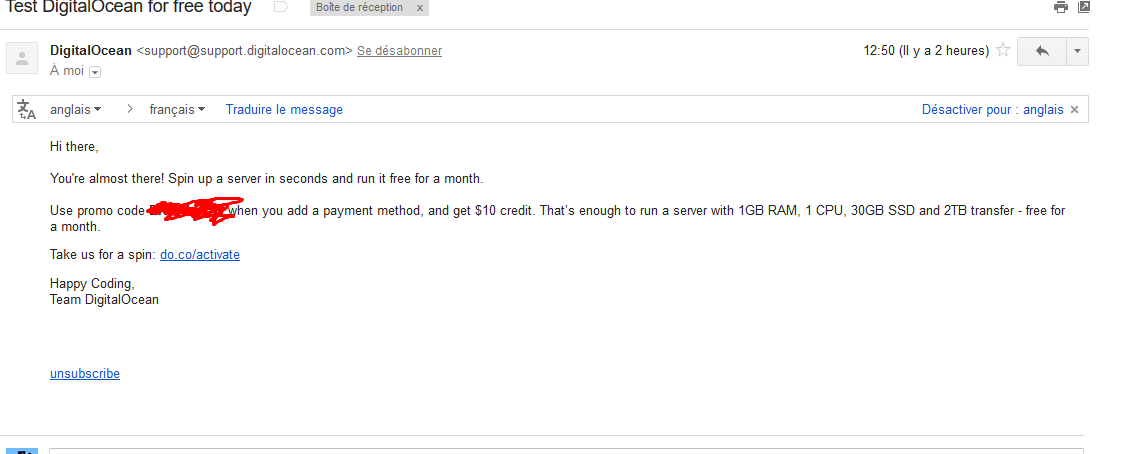 Test DigitalOcean for free today
Boîte de réception x
DigitalOcean <support@support.digitalocean.com> Se désabonner
12:50 (Il y a 2 heures)
À moi
anglais > français Traduire le message
Désactiver pour : anglais ×
Hi there,
You're almost there! Spin up a server in seconds and run it free for a month.
Use promo code when you add a payment method, and get $10 credit. That's enough to run a server with 1GB RAM, 1 CPU, 30GB SSD and 2TB transfer - free for
a month.
Take us for a spin: do.co/activate
Happy Coding,
Team DigitalOcean
unsubscribe